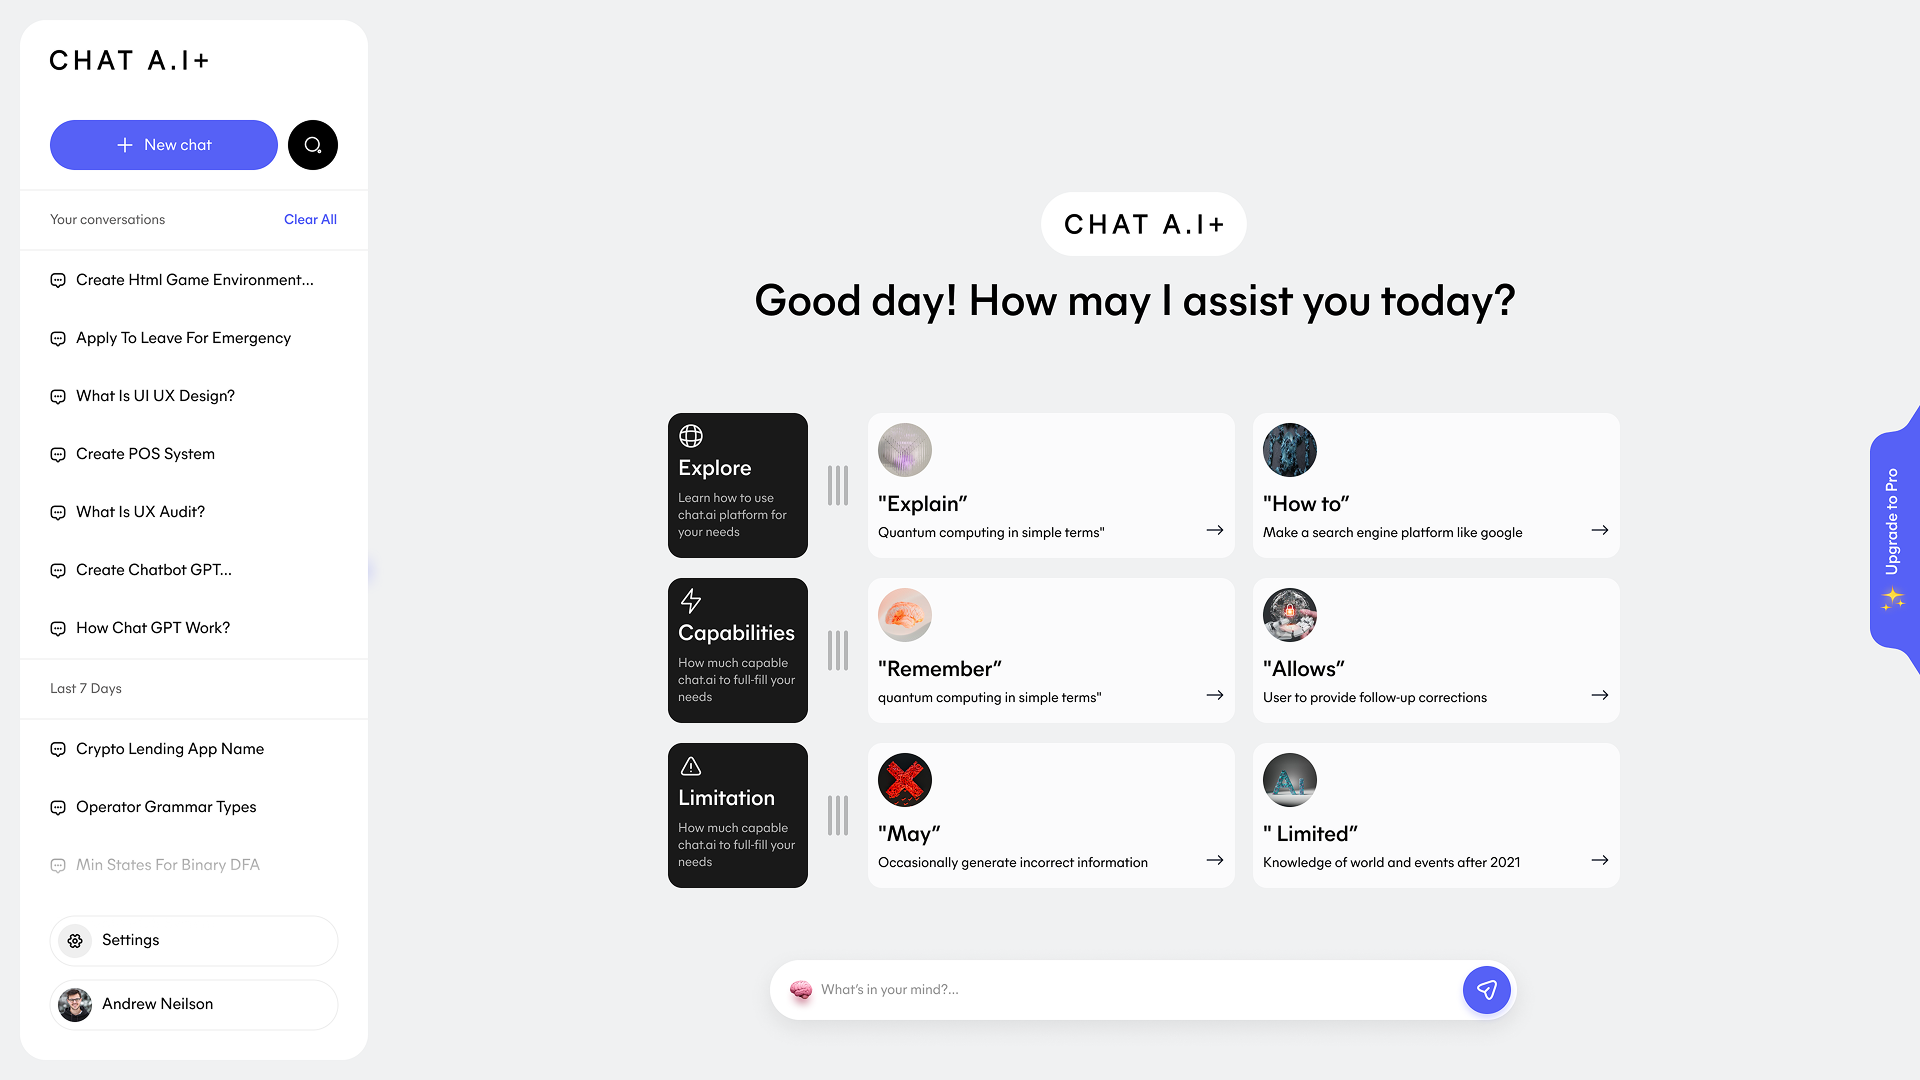 CHAT A.I+
New chat
Your conversations
Clear All
Create Html Game Environment...
Apply To Leave For Emergency
What Is UI UX Design?
Create POS System
What Is UX Audit?
Create Chatbot GPT...
How Chat GPT Work?
Last 7 Days
Crypto Lending App Name
Operator Grammar Types
Min States For Binary DFA
Settings
Andrew Neilson
CHAT A.I+
Good day! How may I assist you today?
Explore
Learn how to use
chat.ai platform for
your needs
"Explain”
Quantum computing in simple terms"
"How to”
Make a search engine platform like google
Capabilities
How much capable
chat.ai to full-fill your
needs
"Remember”
quantum computing in simple terms"
"Allows”
User to provide follow-up corrections
Limitation
How much capable
chat.ai to full-fill your
needs
"May”
Occasionally generate incorrect information
Ai
" Limited”
Knowledge of world and events after 2021
What's in your mind?...
Upgrade to Pro